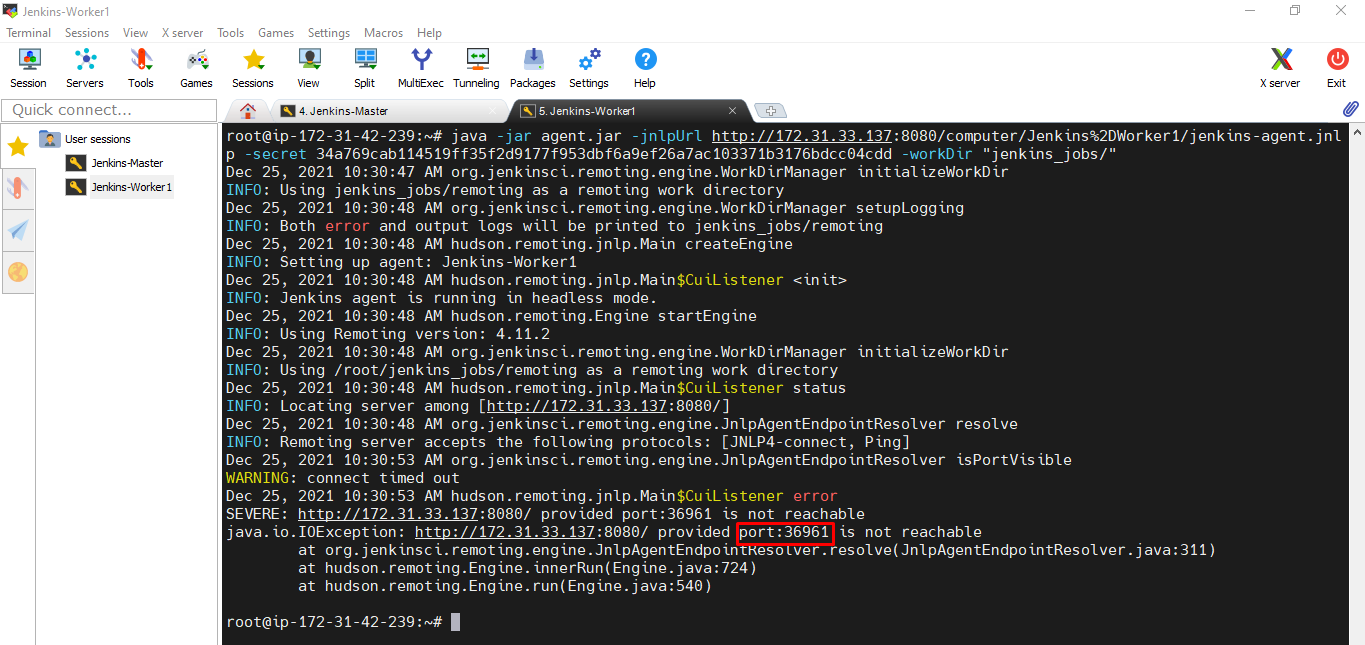 Jenkins-Worker1
Terminal Sessions View X server Tools Games Settings Macros Help
Session Servers Tools Games Sessions View Split MultiExec Tunneling Packages Settings Help X server Exit
Quick connect...
4. Jenkins-Master
5. Jenkins-Worker1
User sessions
Jenkins-Master
Jenkins-Worker1
root@ip-172-31-42-239:~# java -jar agent.jar -jnlpUrl http://172.31.33.137:8080/computer/Jenkins%2DWorker1/jenkins-agent.jnl
p -secret 34a769cab114519ff35f2d9177f953dbf6a9ef26a7ac103371b3176bdcc04cdd -workDir "jenkins_jobs/"
Dec 25, 2021 10:30:47 AM org.jenkinsci.remoting.engine.WorkDirManager initializeWorkDir
INFO: Using jenkins_jobs/remoting as a remoting work directory
Dec 25, 2021 10:30:48 AM org.jenkinsci.remoting.engine.WorkDirManager setupLogging
INFO: Both error and output logs will be printed to jenkins_jobs/remoting
Dec 25, 2021 10:30:48 AM hudson.remoting.jnlp.Main createEngine
INFO: Setting up agent: Jenkins-Worker1
Dec 25, 2021 10:30:48 AM hudson.remoting.jnlp.Main$CuiListener <init>
INFO: Jenkins agent is running in headless mode.
Dec 25, 2021 10:30:48 AM hudson.remoting.Engine startEngine
INFO: Using Remoting version: 4.11.2
Dec 25, 2021 10:30:48 AM org.jenkinsci.remoting.engine.WorkDirManager initializeWorkDir
INFO: Using /root/jenkins_jobs/remoting as a remoting work directory
Dec 25, 2021 10:30:48 AM hudson.remoting.jnlp.Main$CuiListener status
INFO: Locating server among [http://172.31.33.137:8080/]
Dec 25, 2021 10:30:48 AM org.jenkinsci.remoting.engine.JnlpAgentEndpointResolver resolve
INFO: Remoting server accepts the following protocols: [JNLP4-connect, Ping]
Dec 25, 2021 10:30:53 AM org.jenkinsci.remoting.engine.JnlpAgentEndpointResolver isPortVisible
WARNING: connect timed out
Dec 25, 2021 10:30:53 AM hudson.remoting.jnlp.Main$CuiListener error
SEVERE: http://172.31.33.137:8080/ provided port:36961 is not reachable
java.io.IOException: http://172.31.33.137:8080/ provided port:36961 is not reachable
at org.jenkinsci.remoting.engine.JnlpAgentEndpointResolver.resolve(JnlpAgentEndpointResolver.java:311)
at hudson.remoting.Engine.innerRun(Engine.java:724)
at hudson.remoting.Engine.run(Engine.java:540)
root@ip-172-31-42-239:~#